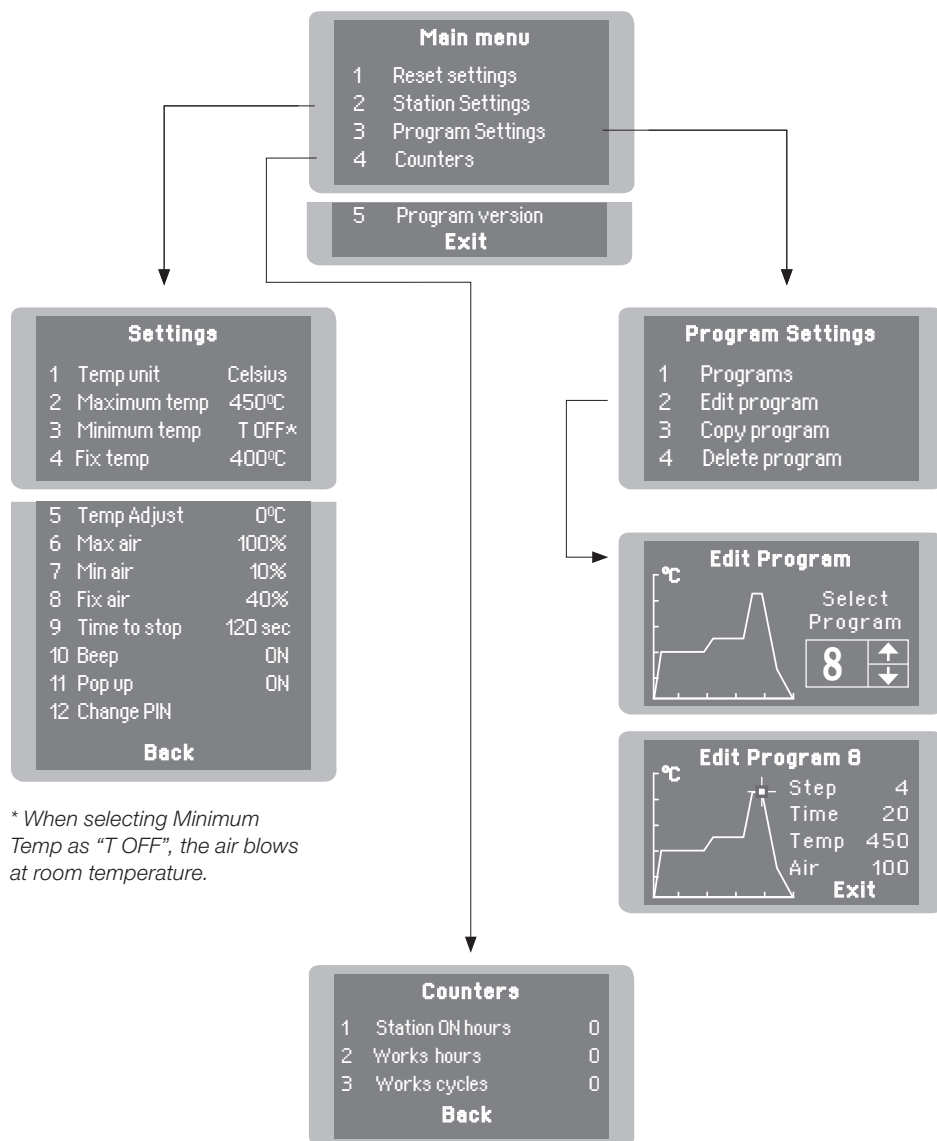 Main menu
1 Reset settings
2 Station Settings
3 Program Settings
4 Counters
5 Program version
Exit
Settings
1 Temp unit Celsius
2 Maximum temp 450ºC
3 Minimum temp T OFF*
4 Fix temp 400ºC
5 Temp Adjust 0ºC
6 Max air 100%
7 Min air 10%
8 Fix air 40%
9 Time to stop 120 sec
10 Beep ON
11 Pop up ON
12 Change PIN
Back
* When selecting Minimum
Temp as “T OFF”, the air blows
at room temperature.
Program Settings
1 Programs
2 Edit program
3 Copy program
4 Delete program
Edit Program
ºC
Select
Program
8
Edit Program 8
ºC
Step 4
Time 20
Temp 450
Air 100
Exit
Counters
1 Station ON hours 0
2 Works hours 0
3 Works cycles 0
Back